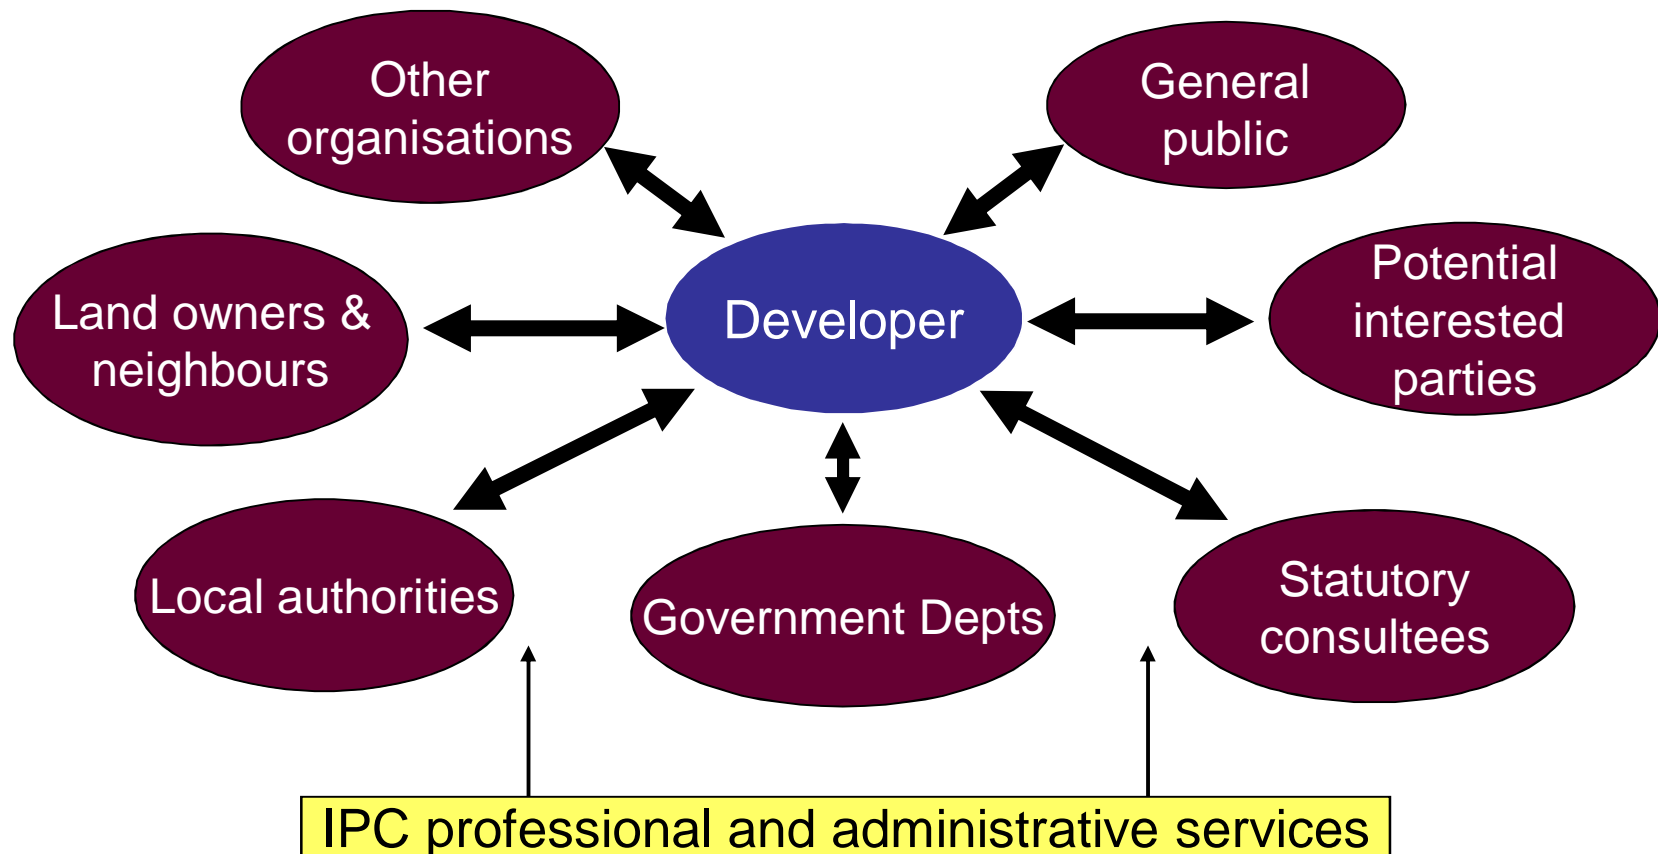 Other
organisations
General
public
Land owners &
neighbours
Developer
Potential
interested
parties
Local authorities
Government Depts
Statutory
consultees
IPC professional and administrative services